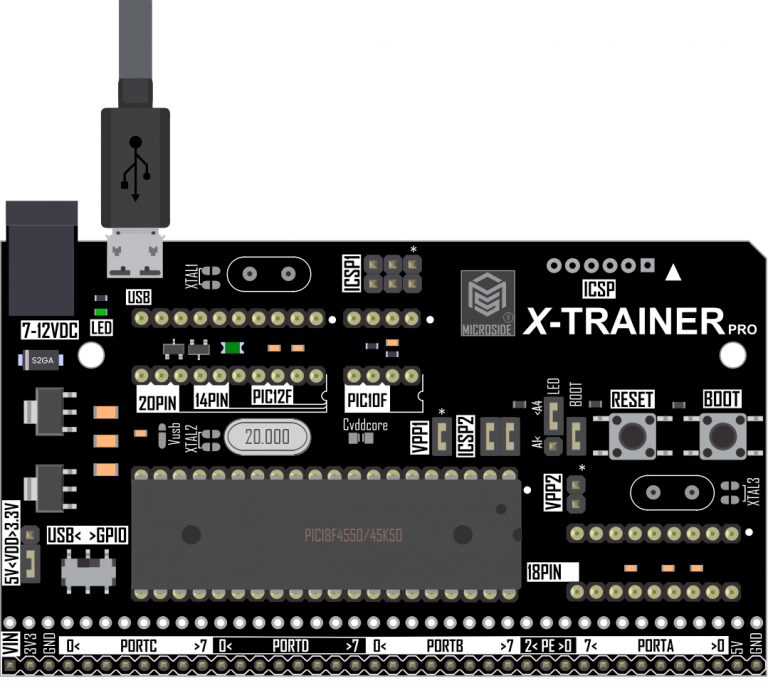 XTAL1
ICSP1
*
ICSP
USB
MICROSIDE
®
X-TRAINER PRO
7-12VDC
LED
S2GA
20PIN
14PIN
PIC12F
PIC10F
LED
BOOT
<A4
A1<
RESET
BOOT
Vusb
XTAL2
20.000
Cvddcore
VPP1
*
ICSP2
VPP2
*
XTAL3
5V<VDD>3.3V
USB< >GPIO
PIC18F4550/45K50
18PIN
VIN
3V3
GND
0< PORTC >7
0< PORTD >7
0< PORTB >7
2< PE >0
7< PORTA >0
5V
GND